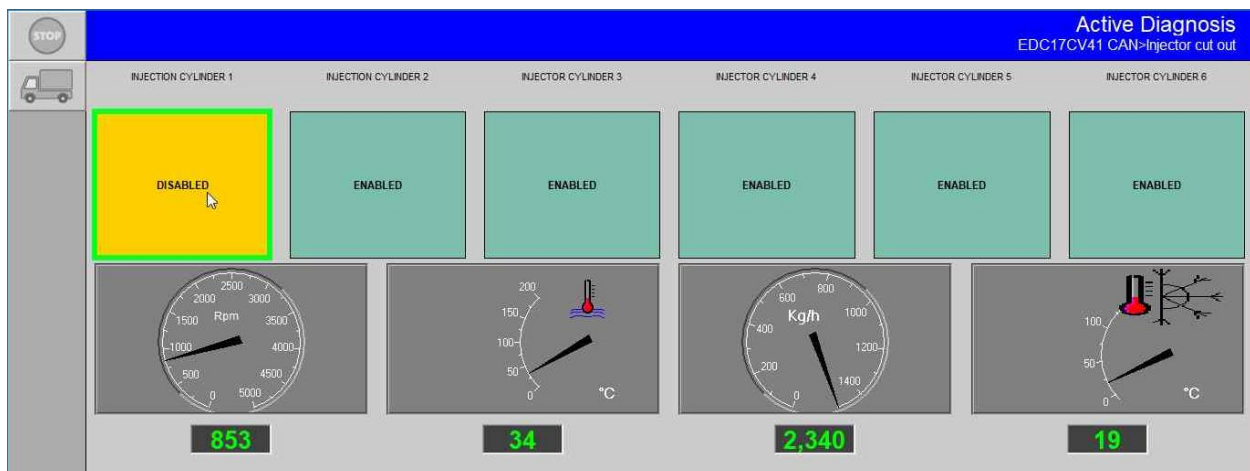 STOP
Active Diagnosis
EDC17CV41 CAN>Injector cut out
INJECTION CYLINDER 1
INJECTION CYLINDER 2
INJECTOR CYLINDER 3
INJECTOR CYLINDER 4
INJECTOR CYLINDER 5
INJECTOR CYLINDER 6
DISABLED
ENABLED
ENABLED
ENABLED
ENABLED
ENABLED
0
500
1000
1500
2000
2500
3000
3500
4000
4500
5000
Rpm
0
50
100
150
200
°C
0
200
400
600
800
1000
1200
1400
Kg/h
0
50
100
°C
853
34
2,340
19